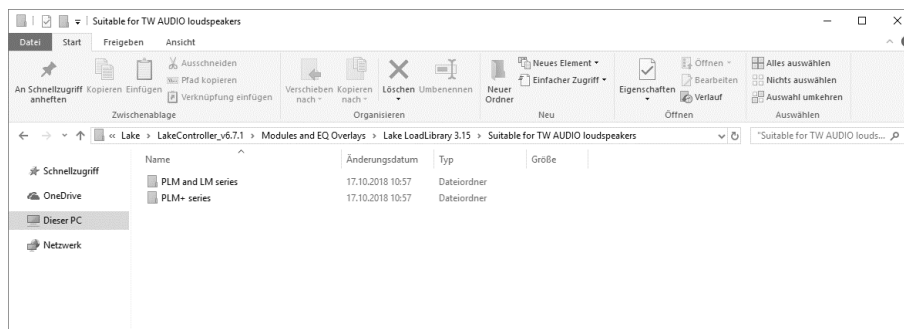 Suitable for TW AUDIO loudspeakers
Datei Start Freigeben Ansicht
An Schnellzugriff anheften
Kopieren
Einfügen
Ausschneiden
Pfad kopieren
Verknüpfung einfügen
Zwischenablage
Verschieben nach
Kopieren nach
Löschen
Umbenennen
Organisieren
Neuer Ordner
Neues Element
Einfacher Zugriff
Neu
Eigenschaften
Öffnen
Bearbeiten
Verlauf
Öffnen
Alles auswählen
Nichts auswählen
Auswahl umkehren
Auswählen
« Lake › LakeController_v6.7.1 › Modules and EQ Overlays › Lake LoadLibrary 3.15 › Suitable for TW AUDIO loudspeakers
"Suitable for TW AUDIO louds...
Schnellzugriff
OneDrive
Dieser PC
Netzwerk
Name Änderungsdatum Typ Größe
PLM and LM series 17.10.2018 10:57 Dateiordner
PLM+ series 17.10.2018 10:57 Dateiordner